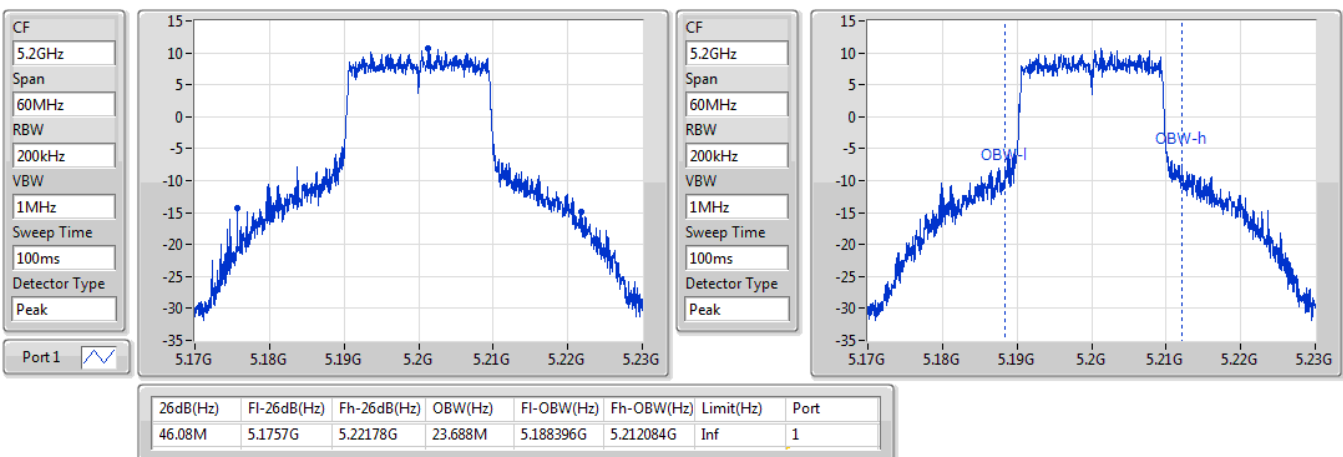 CF
5.2GHz
Span
60MHz
RBW
200kHz
VBW
1MHz
Sweep Time
100ms
Detector Type
Peak
Port 1
15
10
5
0
-5
-10
-15
-20
-25
-30
-35
5.17G 5.18G 5.19G 5.2G 5.21G 5.22G 5.23G
CF
5.2GHz
Span
60MHz
RBW
200kHz
VBW
1MHz
Sweep Time
100ms
Detector Type
Peak
15
10
5
0
-5
-10
-15
-20
-25
-30
-35
OBW-l
OBW-h
5.17G 5.18G 5.19G 5.2G 5.21G 5.22G 5.23G
26dB(Hz) Fl-26dB(Hz) Fh-26dB(Hz) OBW(Hz) Fl-OBW(Hz) Fh-OBW(Hz) Limit(Hz) Port
46.08M 5.1757G 5.22178G 23.688M 5.188396G 5.212084G Inf 1